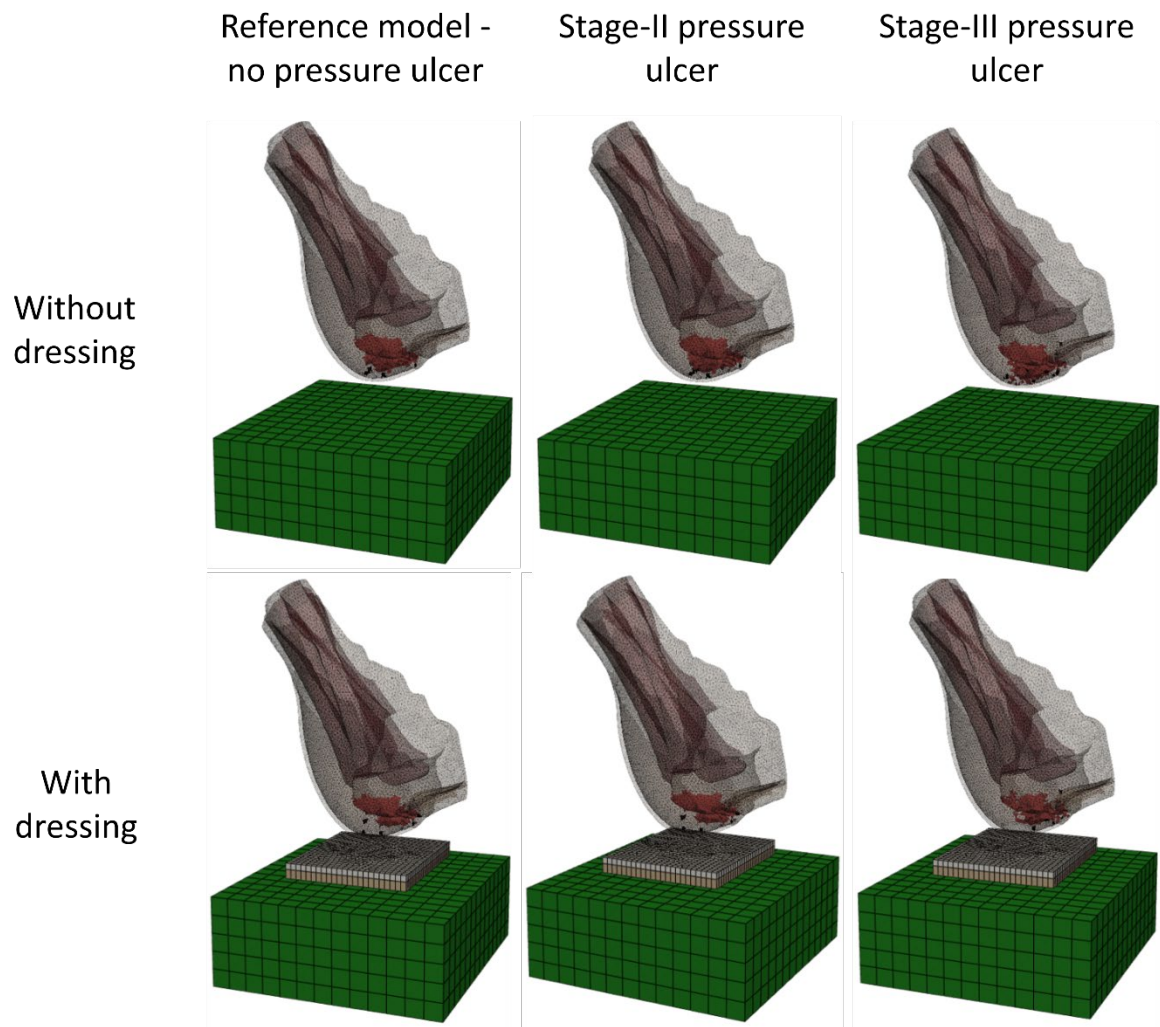 Reference model -
no pressure ulcer
Stage-II pressure
ulcer
Stage-III pressure
ulcer
Without
dressing
With
dressing